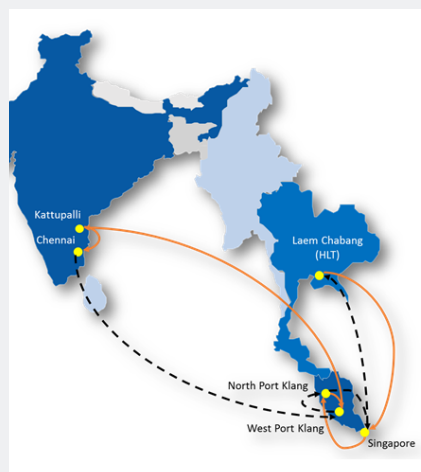 Kattupalli
Chennai
Laem Chabang
(HLT)
North Port Klang
West Port Klang
Singapore